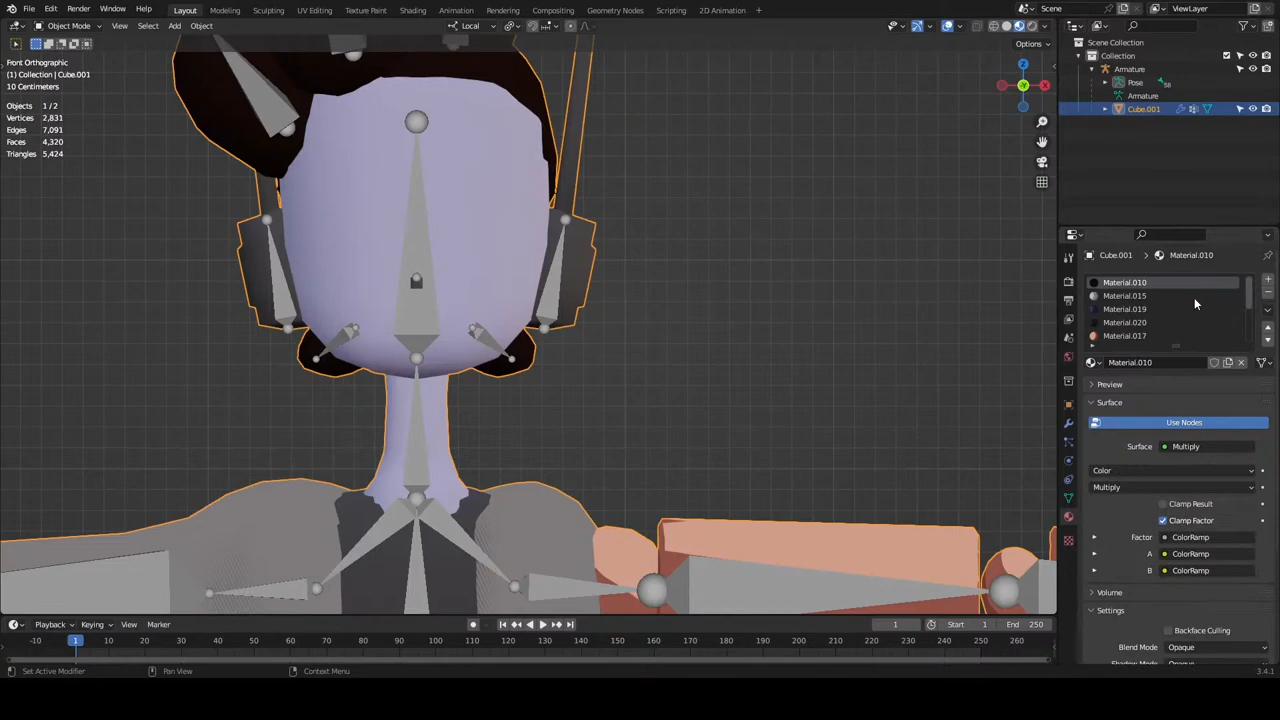 File Edit Render Window Help Layout Modeling Sculpting UV Editing Texture Paint Shading Animation Rendering Compositing Geometry Nodes Scripting 2D Animation + Scene ViewLayer
Object Mode View Select Add Object Local
Options
Front Orthographic
(1) Collection | Cube.001
10 Centimeters
Objects 1/2
Vertices 2,831
Edges 7,091
Faces 4,320
Triangles 5,424
Z
Y
X
Scene Collection
Collection
Armature
Pose 58
Armature
Cube.001
Cube.001 > Material.010
Material.010
Material.015
Material.019
Material.020
Material.017
Material.010
Preview
Surface
Use Nodes
Surface Multiply
Color
Multiply
Clamp Result
Clamp Factor
Factor ColorRamp
A ColorRamp
B ColorRamp
Volume
Settings
Backface Culling
Blend Mode Opaque
Playback Keying View Marker 1 Start 1 End 250
-10 1 10 20 30 40 50 60 70 80 90 100 110 120 130 140 150 160 170 180 190 200 210 220 230 240 250 260
Set Active Modifier Pan View Context Menu 3.4.1